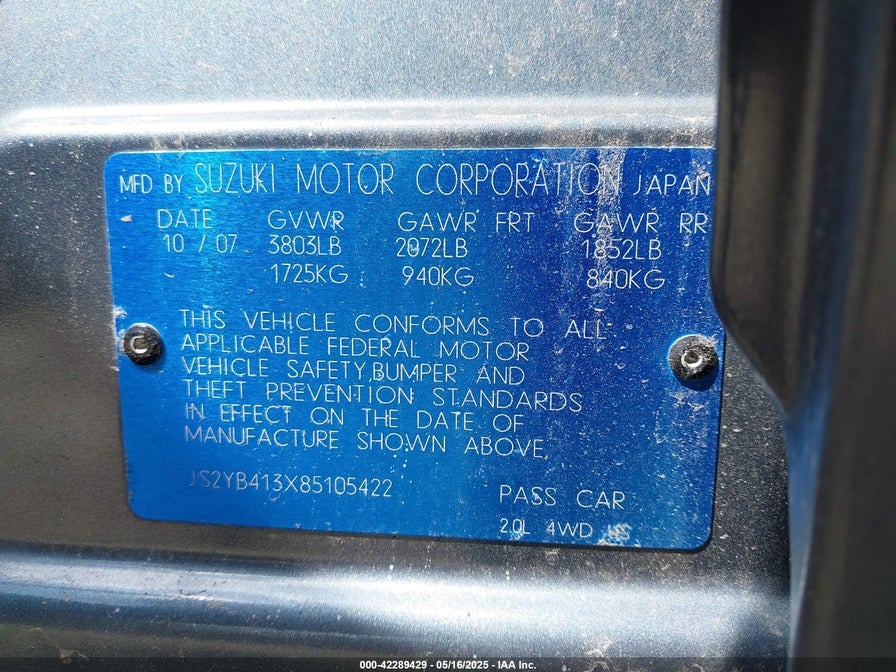 MFD BY SUZUKI MOTOR CORPORATION JAPAN
DATE GVWR GAWR FRT GAWR RR
10 / 07 3803LB 2072LB 1852LB
1725KG 940KG 840KG
THIS VEHICLE CONFORMS TO ALL
APPLICABLE FEDERAL MOTOR
VEHICLE SAFETY,BUMPER AND
THEFT PREVENTION STANDARDS
IN EFFECT ON THE DATE OF
MANUFACTURE SHOWN ABOVE.
JS2YB413X85105422
PASS CAR
2.0L 4WD
000-42289429 - 05/16/2025 - IAA Inc.